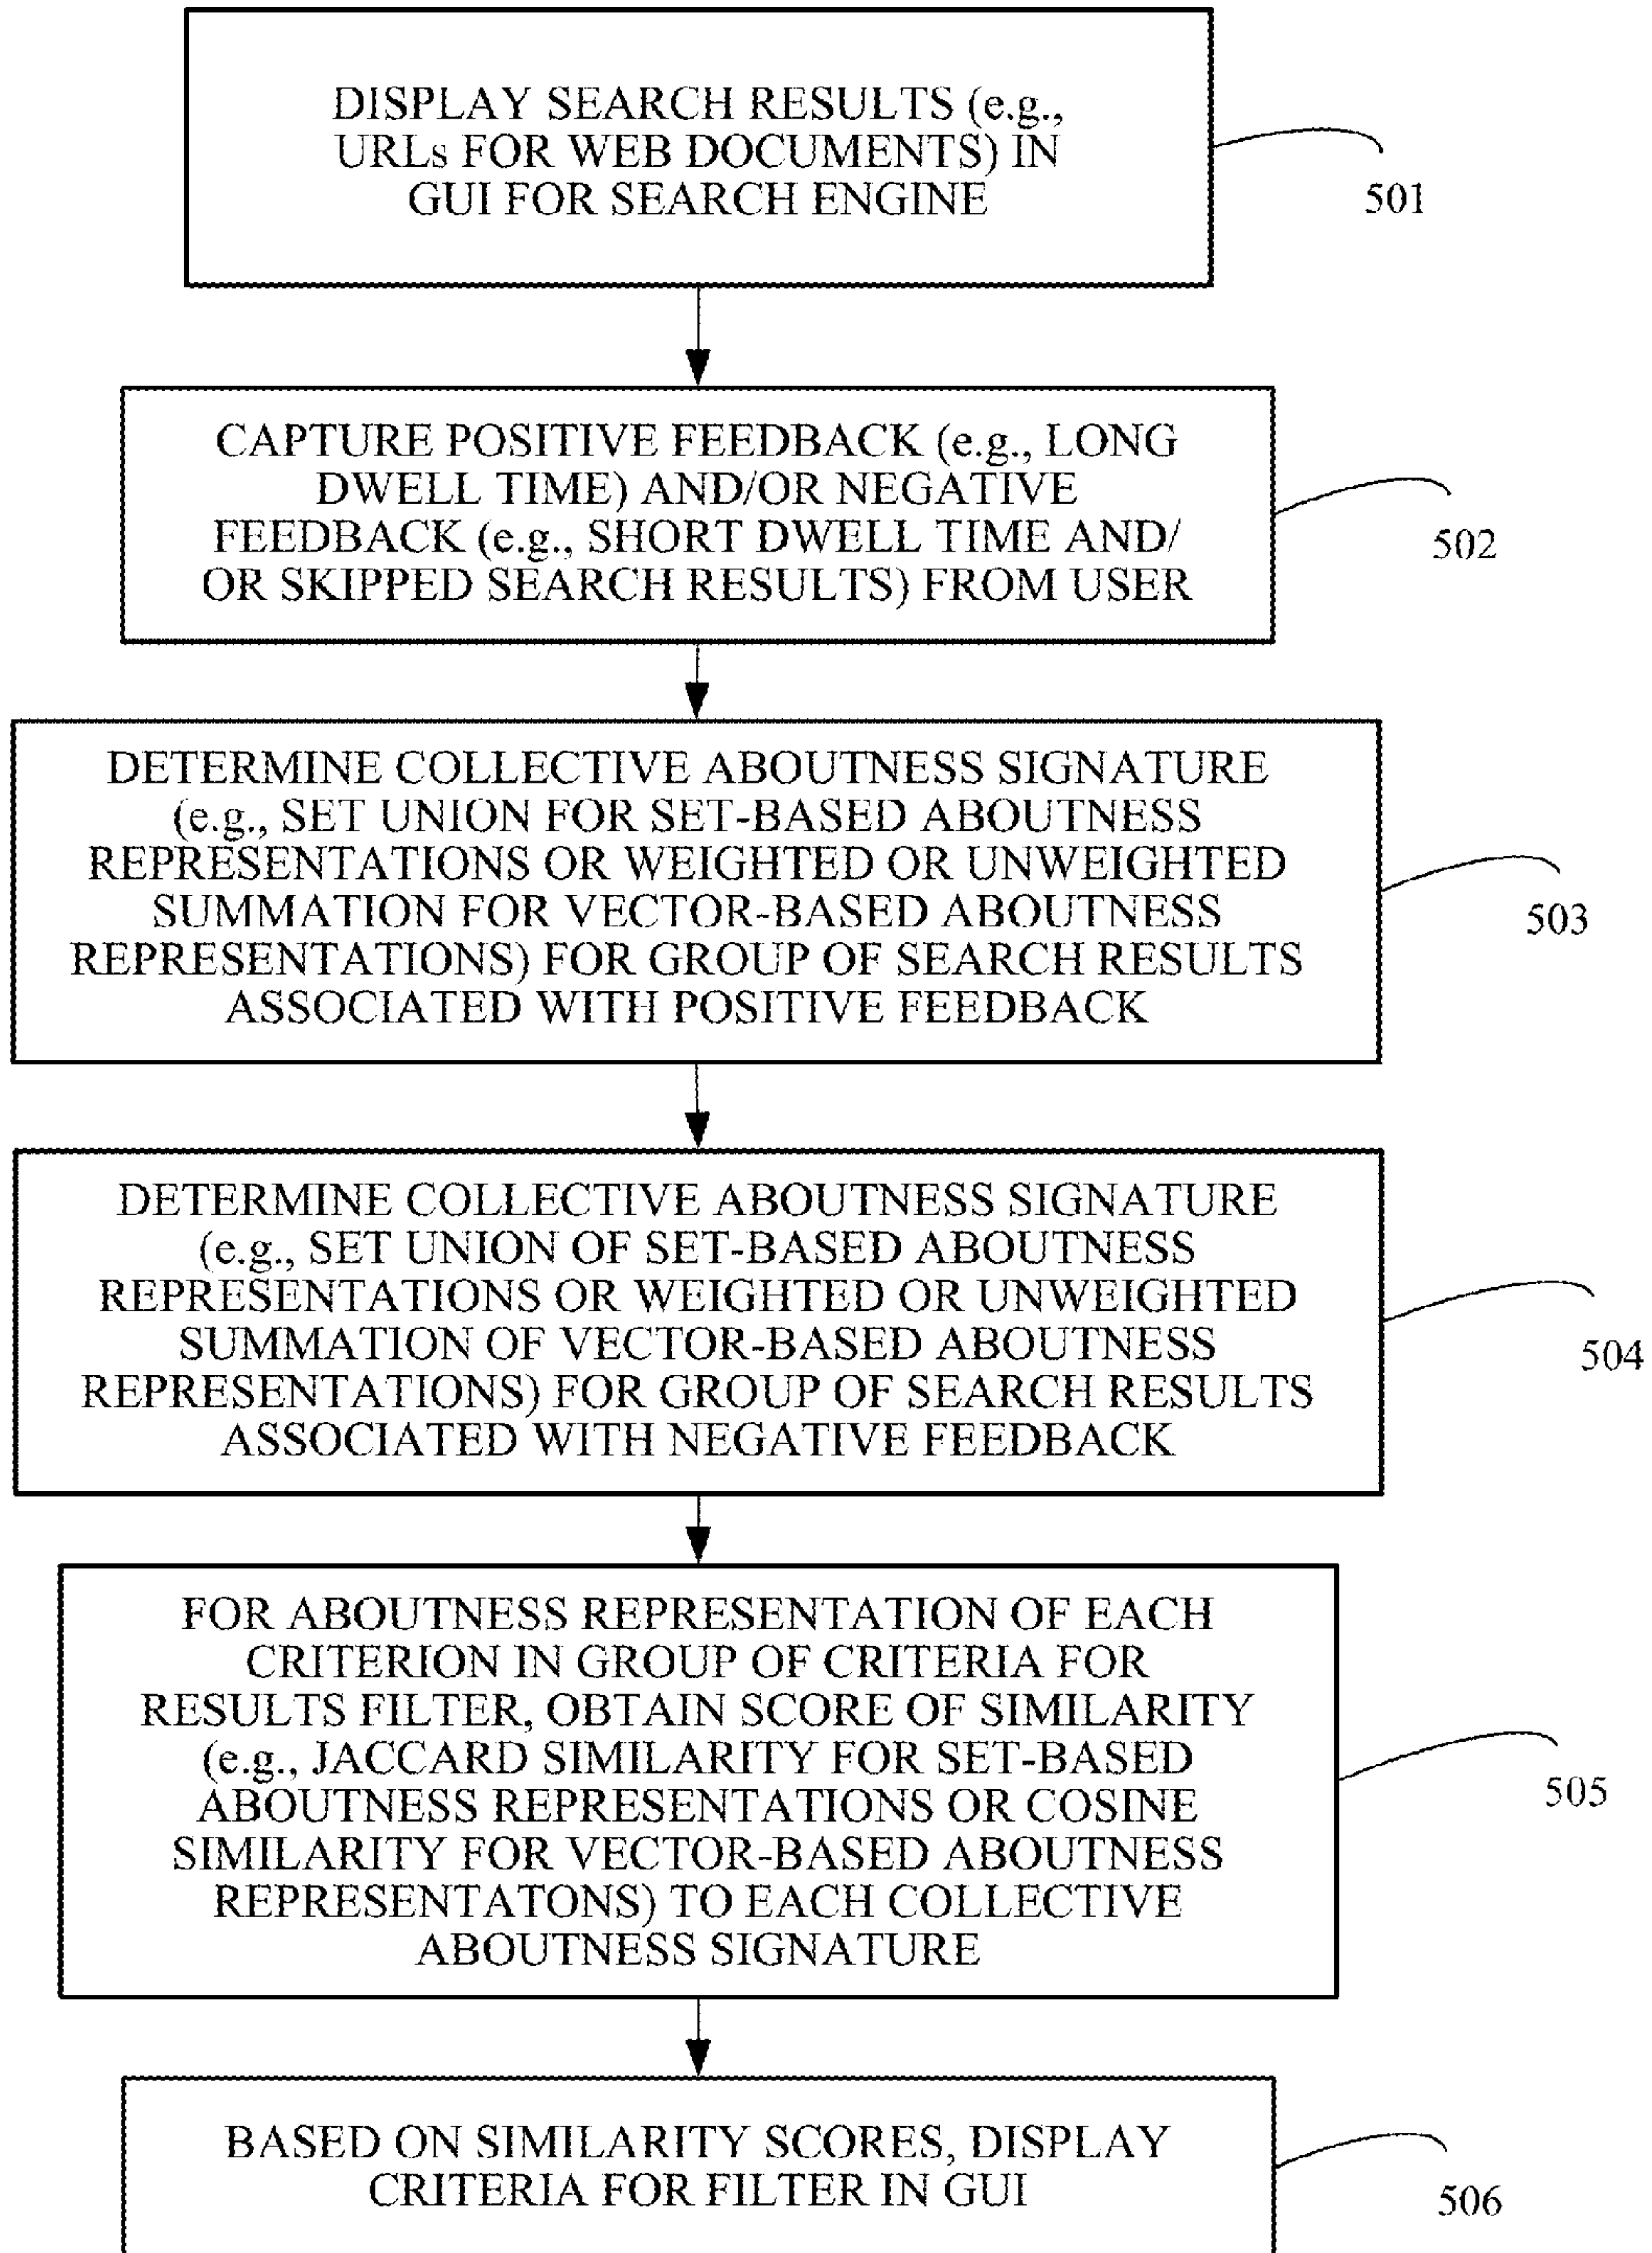 DISPLAY SEARCH RESULTS (e.g.,
URLs FOR WEB DOCUMENTS) IN
GUI FOR SEARCH ENGINE
501
CAPTURE POSITIVE FEEDBACK (e.g., LONG
DWELL TIME) AND/OR NEGATIVE
FEEDBACK (e.g., SHORT DWELL TIME AND/
OR SKIPPED SEARCH RESULTS) FROM USER
502
DETERMINE COLLECTIVE ABOUTNESS SIGNATURE
(e.g., SET UNION FOR SET-BASED ABOUTNESS
REPRESENTATIONS OR WEIGHTED OR UNWEIGHTED
SUMMATION FOR VECTOR-BASED ABOUTNESS
REPRESENTATIONS) FOR GROUP OF SEARCH RESULTS
ASSOCIATED WITH POSITIVE FEEDBACK
503
DETERMINE COLLECTIVE ABOUTNESS SIGNATURE
(e.g., SET UNION OF SET-BASED ABOUTNESS
REPRESENTATIONS OR WEIGHTED OR UNWEIGHTED
SUMMATION OF VECTOR-BASED ABOUTNESS
REPRESENTATIONS) FOR GROUP OF SEARCH RESULTS
ASSOCIATED WITH NEGATIVE FEEDBACK
504
FOR ABOUTNESS REPRESENTATION OF EACH
CRITERION IN GROUP OF CRITERIA FOR
RESULTS FILTER, OBTAIN SCORE OF SIMILARITY
(e.g., JACCARD SIMILARITY FOR SET-BASED
ABOUTNESS REPRESENTATIONS OR COSINE
SIMILARITY FOR VECTOR-BASED ABOUTNESS
REPRESENTATONS) TO EACH COLLECTIVE
ABOUTNESS SIGNATURE
505
BASED ON SIMILARITY SCORES, DISPLAY
CRITERIA FOR FILTER IN GUI
506